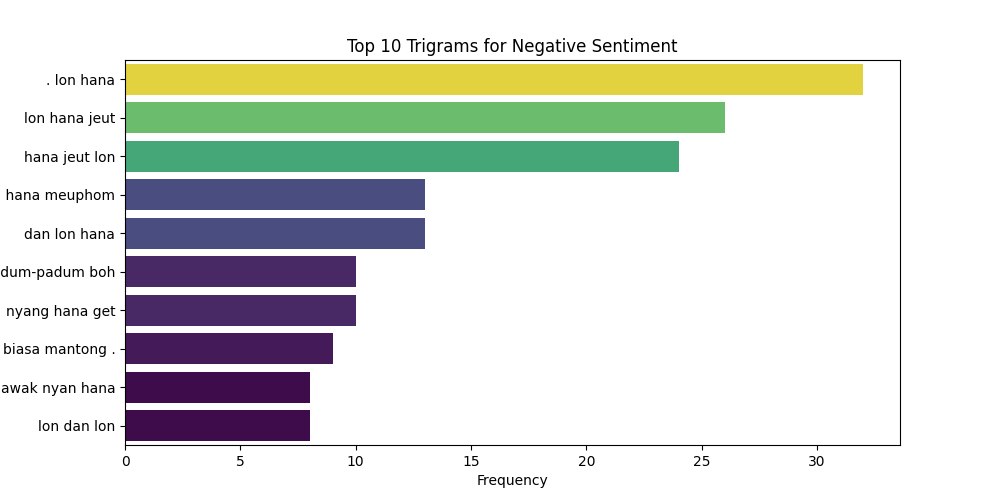 Top 10 Trigrams for Negative Sentiment
. lon hana
lon hana jeut
hana jeut lon
hana meuphom
dan lon hana
dum-padum boh
nyang hana get
biasa mantong .
awak nyan hana
lon dan lon
0 5 10 15 20 25 30
Frequency